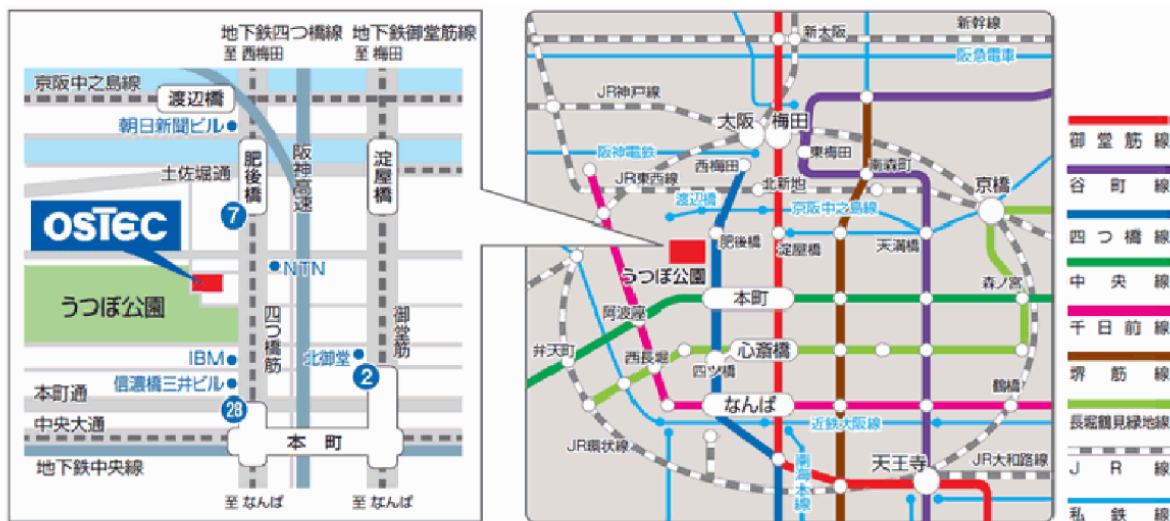 地下鉄四つ橋線
地下鉄御堂筋線
至 西梅田
至 梅田
京阪中之島線
渡辺橋
朝日新聞ビル
肥後橋
阪神高速
淀屋橋
土佐堀通
7
OSTEC
NTN
うつぼ公園
四つ橋筋
御堂筋
IBM
北御堂
2
信濃橋三井ビル
本町通
28
中央大通
本町
地下鉄中央線
至 なんば
至 なんば
新大阪
新幹線
阪急電車
JR神戸線
大阪
梅田
阪神電鉄
西梅田
東梅田
南森町
JR東西線
北新地
京橋
渡辺橋
京阪中之島線
肥後橋
淀屋橋
天満橋
うつぼ公園
森ノ宮
本町
阿波座
弁天町
西長堀
心斎橋
四ツ橋
鶴橋
なんば
近鉄大阪線
JR環状線
南海本線
天王寺
JR大和路線
御堂筋線
谷町線
四つ橋線
中央線
千日前線
堺筋線
長堀鶴見緑地線
JR線
私鉄線